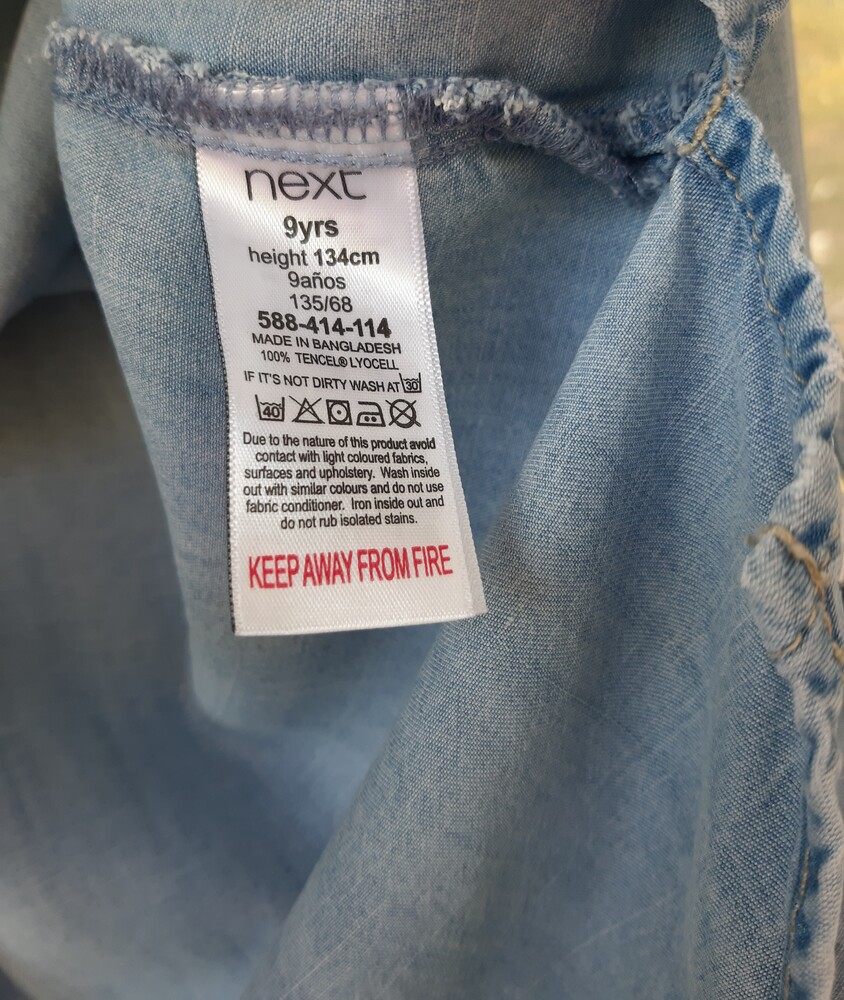 next
9yrs
height 134cm
9años
135/68
588-414-114
MADE IN BANGLADESH
100% TENCEL® LYOCELL
IF IT'S NOT DIRTY WASH AT 30
40
Due to the nature of this product avoid
contact with light coloured fabrics,
surfaces and upholstery. Wash inside
out with similar colours and do not use
fabric conditioner. Iron inside out and
do not rub isolated stains.
KEEP AWAY FROM FIRE